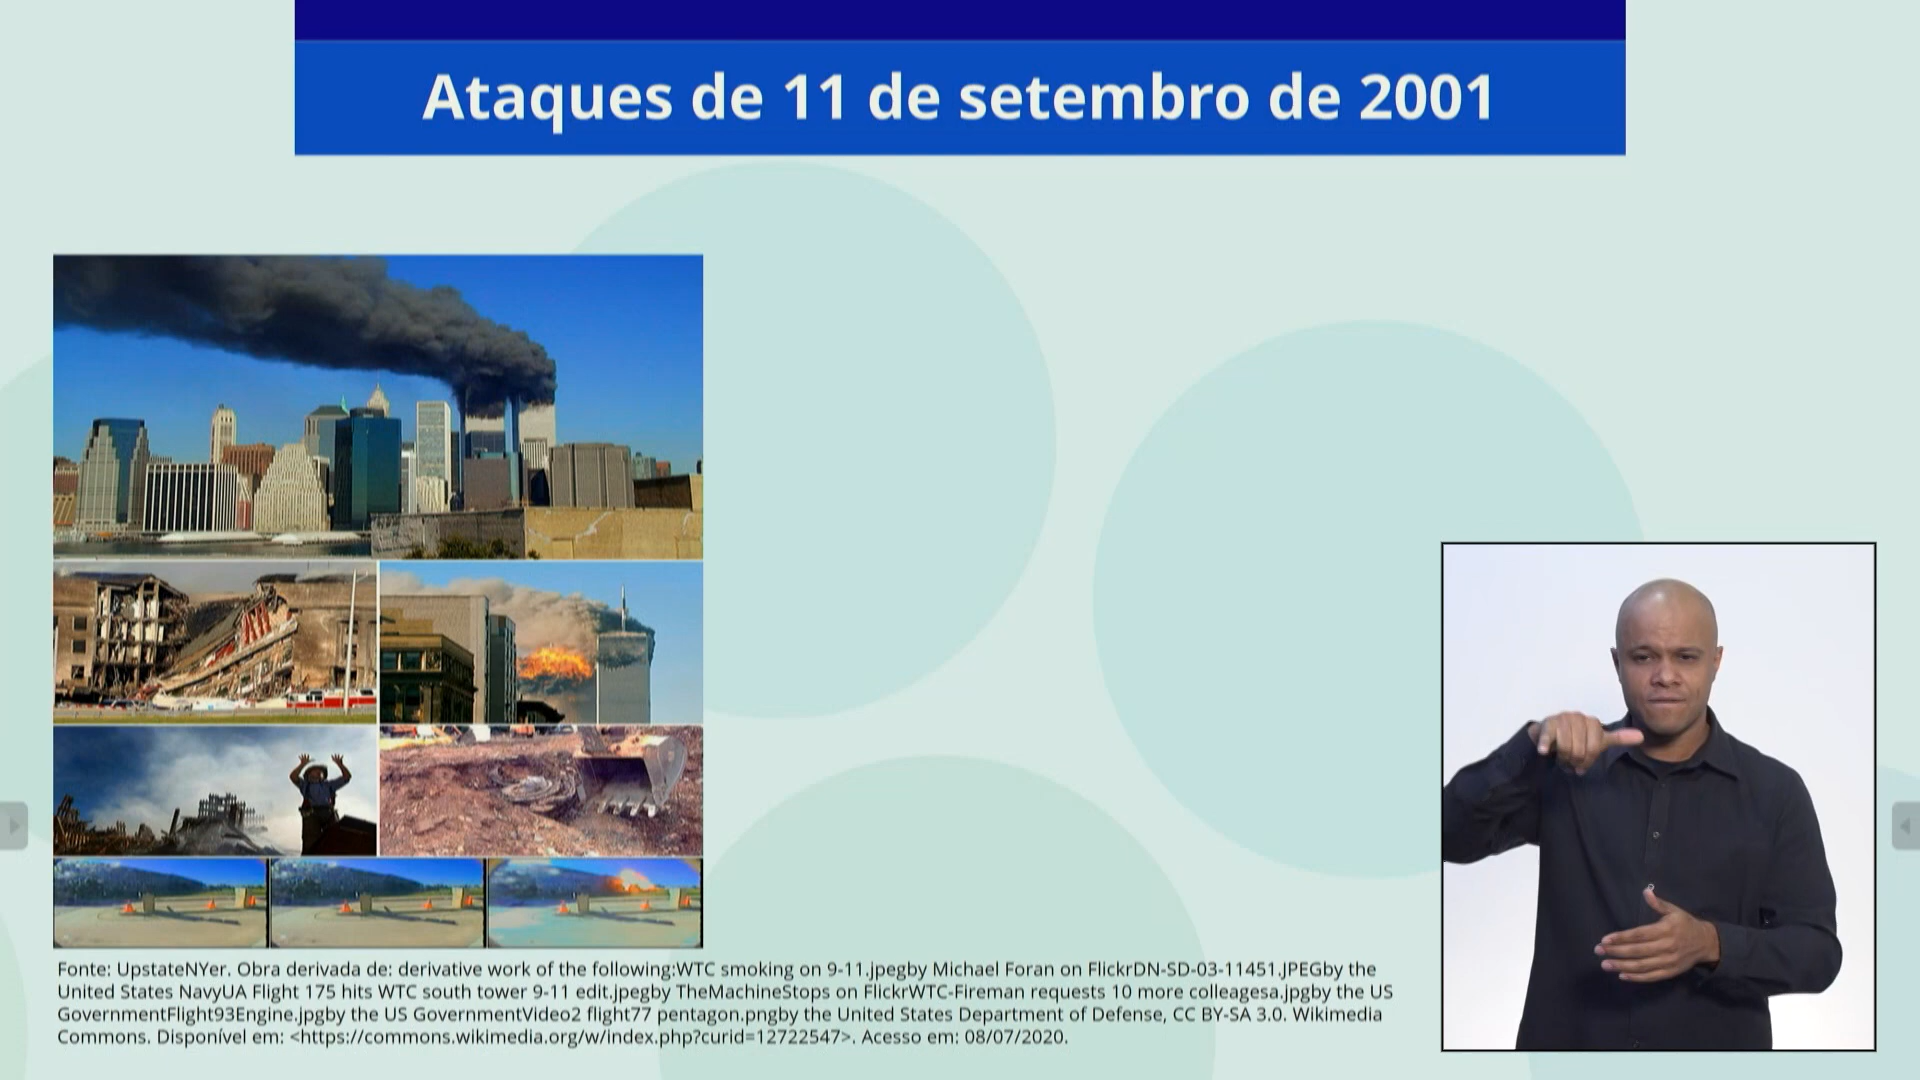 Ataques de 11 de setembro de 2001
Fonte: UpstateNYer. Obra derivada de: derivative work of the following:WTC smoking on 9-11.jpegby Michael Foran on FlickrDN-SD-03-11451.JPEGby the
United States NavyUA Flight 175 hits WTC south tower 9-11 edit.jpegby TheMachineStops on FlickrWTC-Fireman requests 10 more colleagesa.jpgby the US
GovernmentFlight93Engine.jpgby the US GovernmentVideo2 flight77 pentagon.pngby the United States Department of Defense, CC BY-SA 3.0. Wikimedia
Commons. Disponível em: <https://commons.wikimedia.org/w/index.php?curid=12722547>. Acesso em: 08/07/2020.